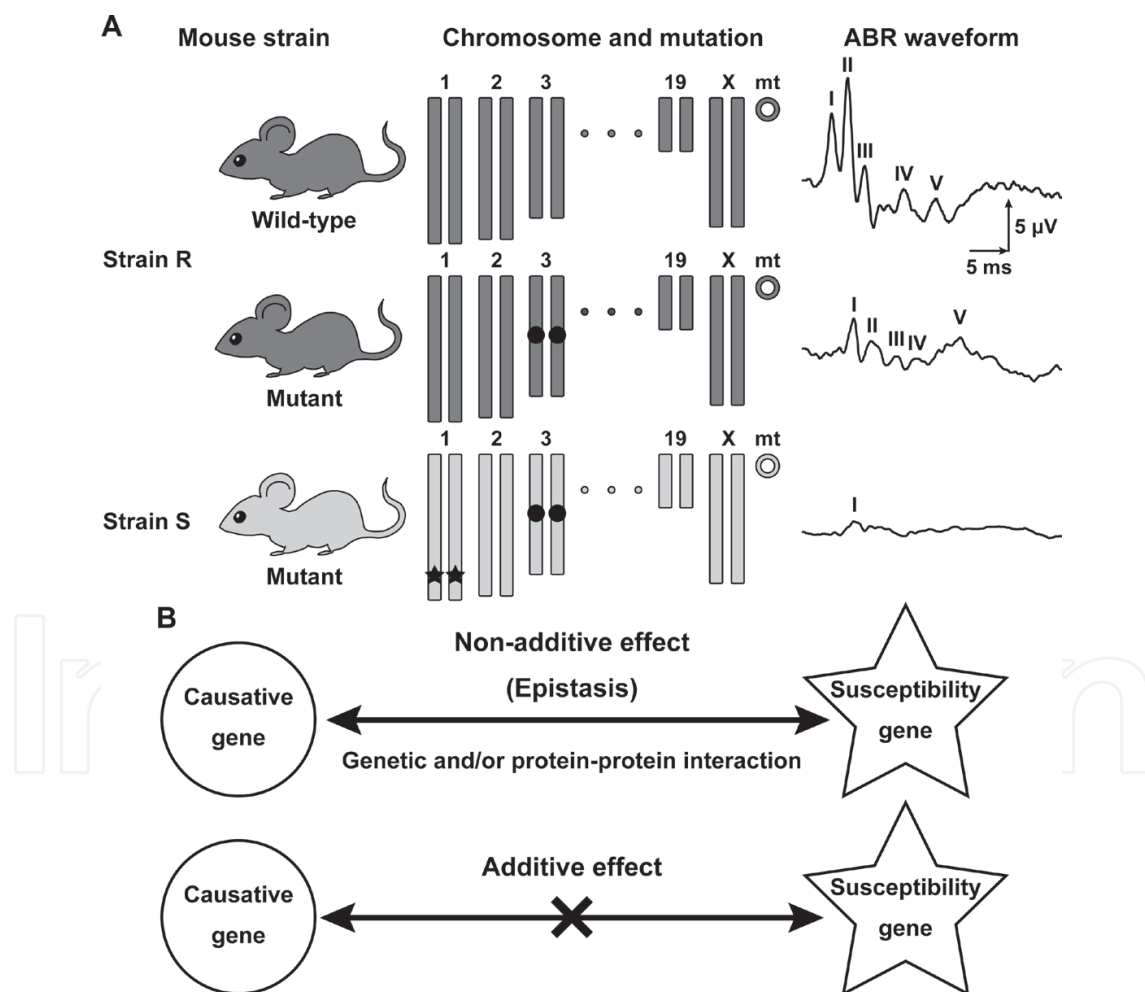 A
Mouse strain Chromosome and mutation ABR waveform
1 2 3 19 X mt
I II III IV V
Wild-type
5 µV
5 ms
Strain R
1 2 3 19 X mt
I II III IV V
Mutant
1 2 3 19 X mt
Strain S
I
Mutant
B
Non-additive effect
(Epistasis)
Causative
gene
Genetic and/or protein-protein interaction
Susceptibility
gene
Additive effect
Causative
gene
Susceptibility
gene